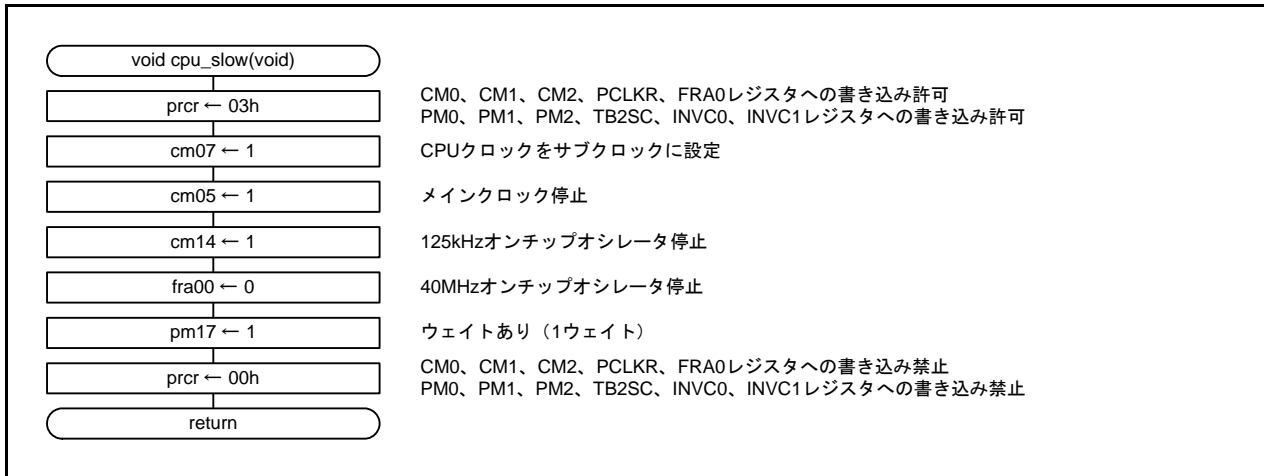 void cpu_slow(void)
prcr ← 03h
CM0、CM1、CM2、PCLKR、FRA0レジスタへの書き込み許可
PM0、PM1、PM2、TB2SC、INVC0、INVC1レジスタへの書き込み許可
cm07 ← 1
CPUクロックをサブクロックに設定
cm05 ← 1
メインクロック停止
cm14 ← 1
125kHzオンチップオシレータ停止
fra00 ← 0
40MHzオンチップオシレータ停止
pm17 ← 1
ウェイトあり（1ウェイト）
prcr ← 00h
CM0、CM1、CM2、PCLKR、FRA0レジスタへの書き込み禁止
PM0、PM1、PM2、TB2SC、INVC0、INVC1レジスタへの書き込み禁止
return